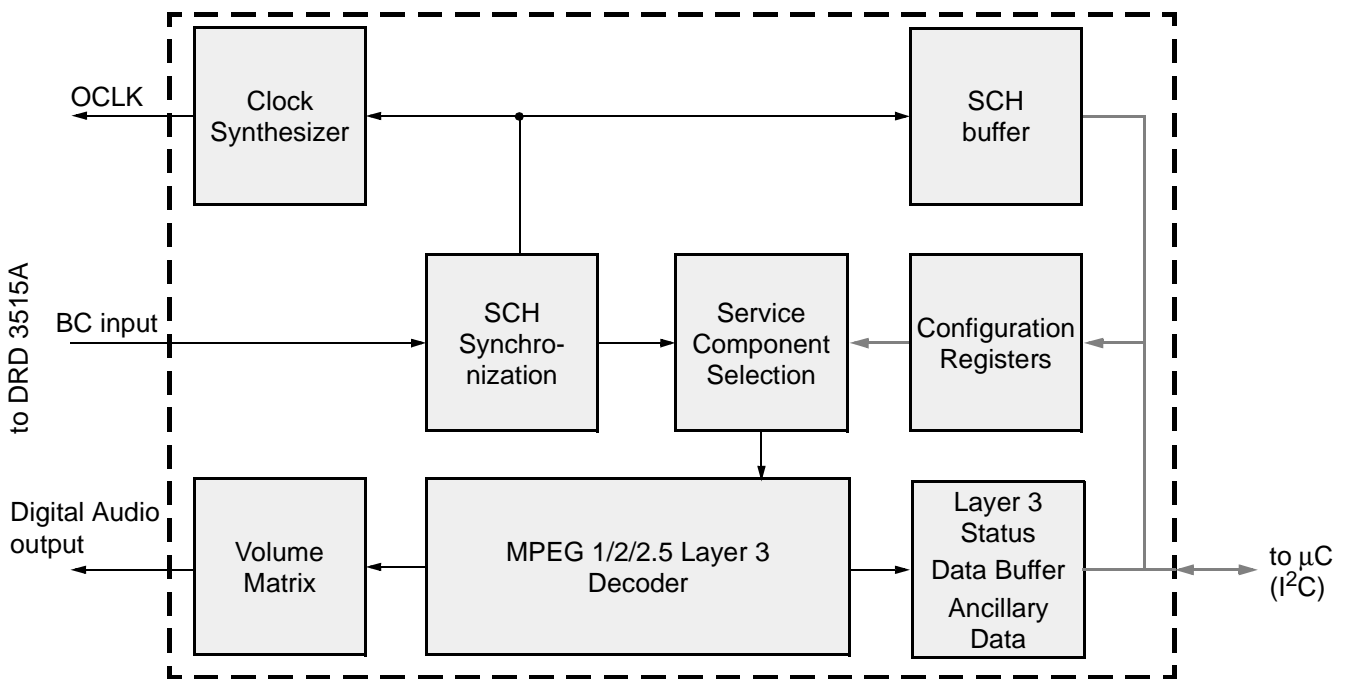 OCLK
Clock
Synthesizer
SCH
buffer
to DRD 3515A
BC input
SCH
Synchro-
nization
Service
Component
Selection
Configuration
Registers
Digital Audio
output
Volume
Matrix
MPEG 1/2/2.5 Layer 3
Decoder
Layer 3
Status
Data Buffer
Ancillary
Data
to µC
(I²C)